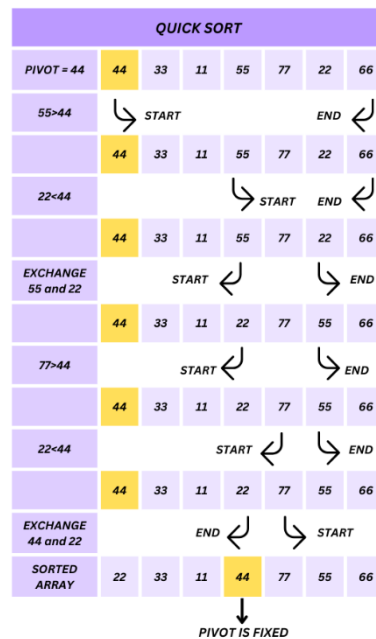 QUICK SORT
PIVOT = 44 44 33 11 55 77 22 66
55>44 START END
44 33 11 55 77 22 66
22<44 START END
44 33 11 55 77 22 66
EXCHANGE
55 and 22 START END
44 33 11 22 77 55 66
77>44 START END
44 33 11 22 77 55 66
22<44 START END
44 33 11 22 77 55 66
EXCHANGE
44 and 22 END START
SORTED
ARRAY 22 33 11 44 77 55 66
PIVOT IS FIXED